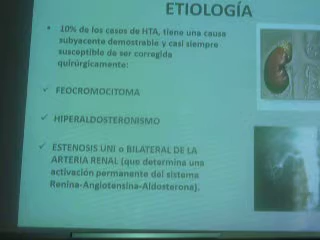 ETIOLOGÍA
• 10% de los casos de HTA, tiene una causa
subyacente demostrable y casi siempre
susceptible de ser corregida
quirúrgicamente:
✓ FEOCROMOCITOMA
✓ HIPERALDOSTERONISMO
✓ ESTENOSIS UNI o BILATERAL DE LA
ARTERIA RENAL (que determina una
activación permanente del sistema
Renina-Angiotensina-Aldosterona).